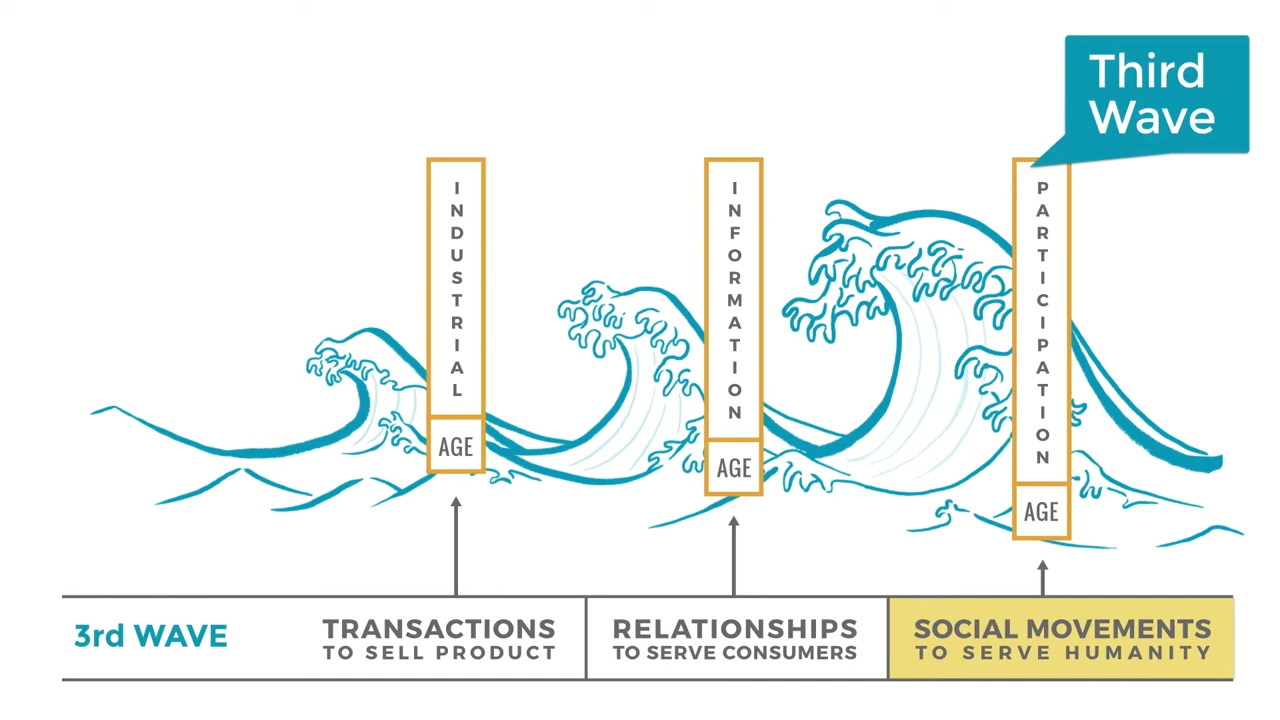 Third
Wave
INDUSTRIAL
AGE
INFORMATION
AGE
PARTICIPATION
AGE
3rd WAVE
TRANSACTIONS
TO SELL PRODUCT
RELATIONSHIPS
TO SERVE CONSUMERS
SOCIAL MOVEMENTS
TO SERVE HUMANITY